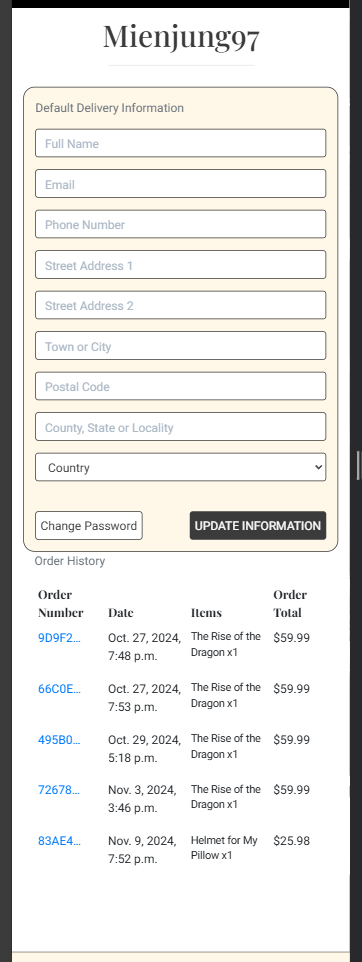 Mienjung97
Default Delivery Information
Full Name
Email
Phone Number
Street Address 1
Street Address 2
Town or City
Postal Code
County, State or Locality
Country
Change Password
UPDATE INFORMATION
Order History
Order Number Date Items Order Total
9D9F2... Oct. 27, 2024, 7:48 p.m. The Rise of the Dragon x1 $59.99
66C0E... Oct. 27, 2024, 7:53 p.m. The Rise of the Dragon x1 $59.99
495B0... Oct. 29, 2024, 5:18 p.m. The Rise of the Dragon x1 $59.99
72678... Nov. 3, 2024, 3:46 p.m. The Rise of the Dragon x1 $59.99
83AE4... Nov. 9, 2024, 7:52 p.m. Helmet for My Pillow x1 $25.98